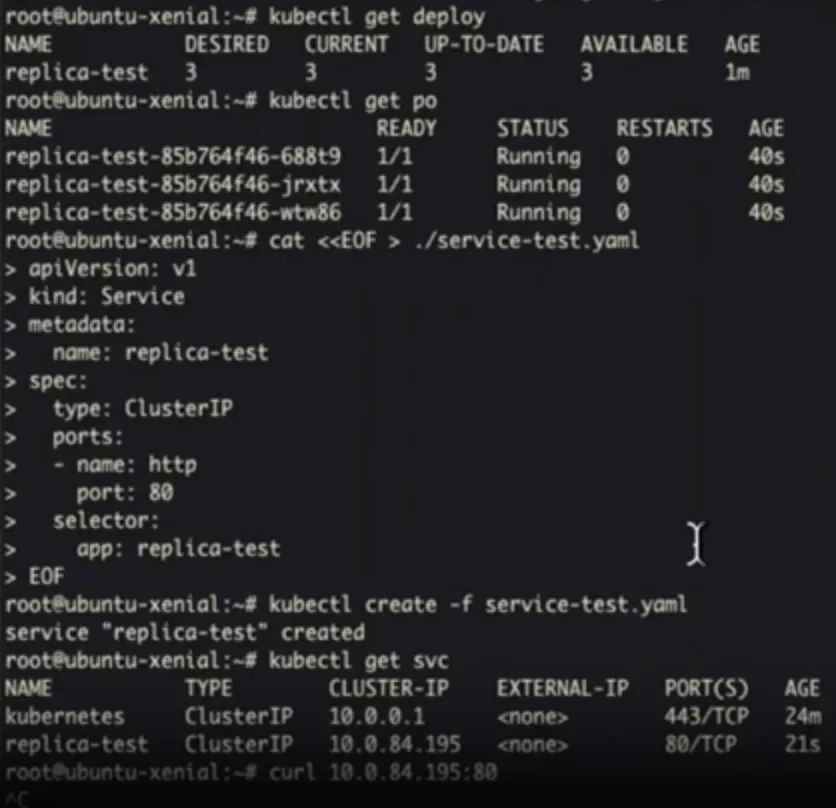 root@ubuntu-xenial:~# kubectl get deploy
NAME DESIRED CURRENT UP-TO-DATE AVAILABLE AGE
replica-test 3 3 3 3 1m
root@ubuntu-xenial:~# kubectl get po
NAME READY STATUS RESTARTS AGE
replica-test-85b764f46-688t9 1/1 Running 0 40s
replica-test-85b764f46-jrxtx 1/1 Running 0 40s
replica-test-85b764f46-wtw86 1/1 Running 0 40s
root@ubuntu-xenial:~# cat <<EOF > ./service-test.yaml
> apiVersion: v1
> kind: Service
> metadata:
>   name: replica-test
> spec:
>   type: ClusterIP
>   ports:
>   - name: http
>     port: 80
>   selector:
>     app: replica-test
> EOF
root@ubuntu-xenial:~# kubectl create -f service-test.yaml
service "replica-test" created
root@ubuntu-xenial:~# kubectl get svc
NAME TYPE CLUSTER-IP EXTERNAL-IP PORT(S) AGE
kubernetes ClusterIP 10.0.0.1 <none> 443/TCP 24m
replica-test ClusterIP 10.0.84.195 <none> 80/TCP 21s
root@ubuntu-xenial:~# curl 10.0.84.195:80
^C